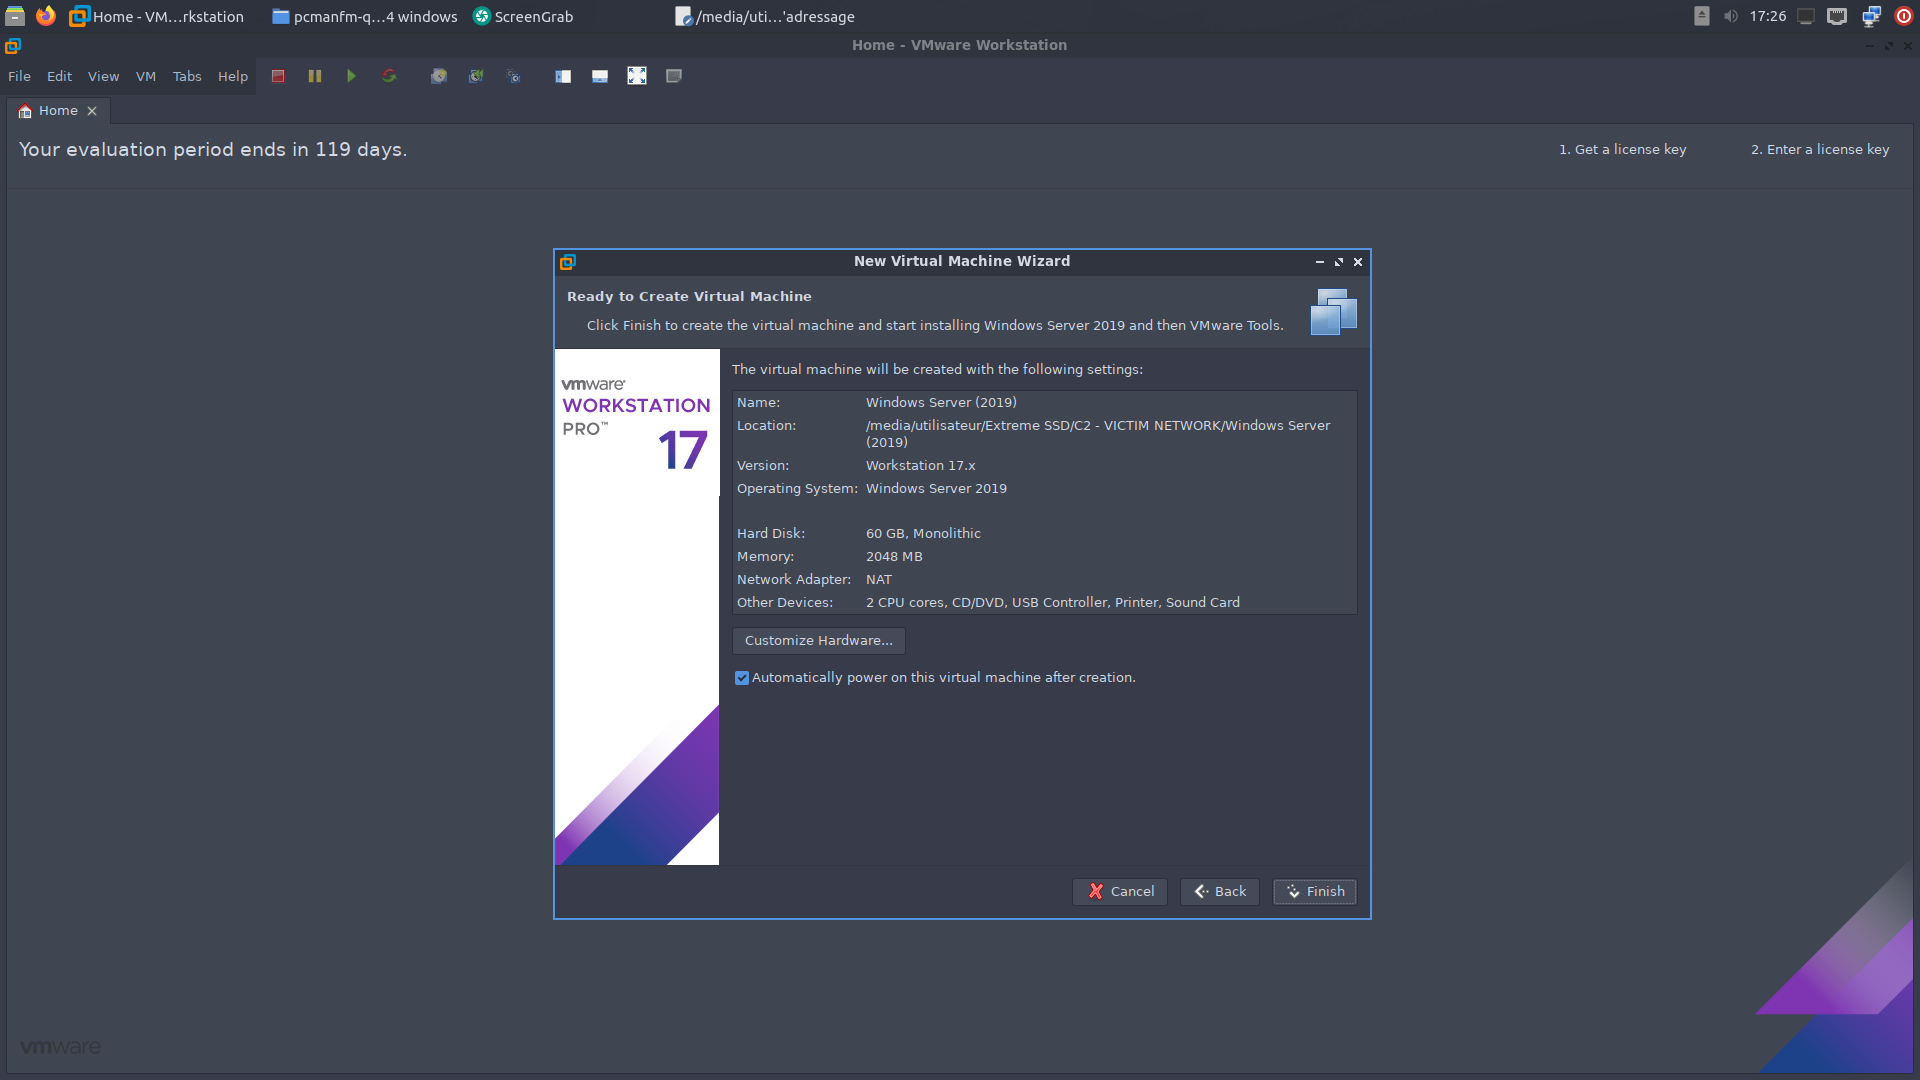 Home - VM...rkstation
pcmanfm-q...4 windows
ScreenGrab
/media/uti...'adressage
17:26
Home - VMware Workstation
File Edit View VM Tabs Help
Home
Your evaluation period ends in 119 days.
1. Get a license key
2. Enter a license key
New Virtual Machine Wizard
Ready to Create Virtual Machine
Click Finish to create the virtual machine and start installing Windows Server 2019 and then VMware Tools.
vmware®
WORKSTATION
PRO™
17
The virtual machine will be created with the following settings:
Name: Windows Server (2019)
Location: /media/utilisateur/Extreme SSD/C2 - VICTIM NETWORK/Windows Server
(2019)
Version: Workstation 17.x
Operating System: Windows Server 2019
Hard Disk: 60 GB, Monolithic
Memory: 2048 MB
Network Adapter: NAT
Other Devices: 2 CPU cores, CD/DVD, USB Controller, Printer, Sound Card
Customize Hardware...
Automatically power on this virtual machine after creation.
Cancel
Back
Finish
vmware